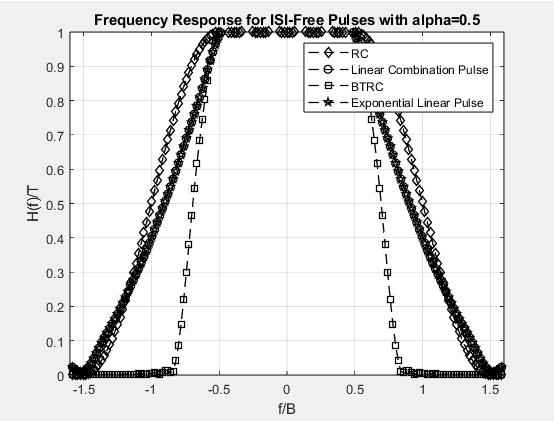 Frequency Response for ISI-Free Pulses with alpha=0.5
RC
Linear Combination Pulse
BTRC
Exponential Linear Pulse
H(f)/T
1
0.9
0.8
0.7
0.6
0.5
0.4
0.3
0.2
0.1
0
-1.5 -1 -0.5 0 0.5 1 1.5
f/B